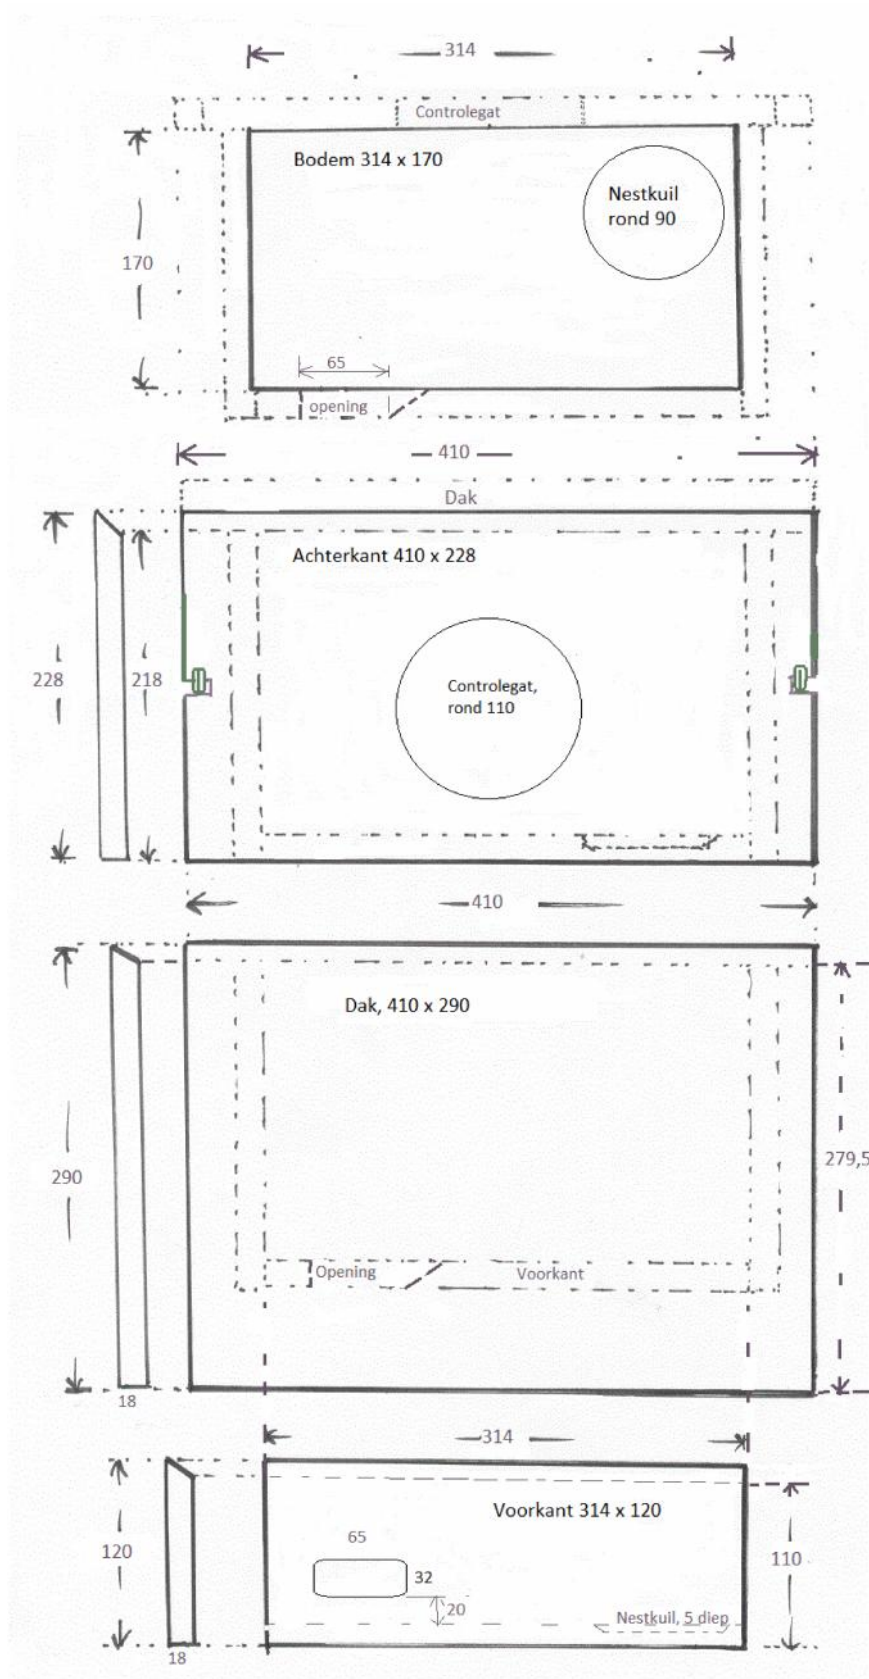 314
Controlegat
Bodem 314 x 170
Nestkuil
rond 90
170
65
opening
410
Dak
Achterkant 410 x 228
228
218
Controlegat,
rond 110
410
Dak, 410 x 290
279,5
290
Opening
Voorkant
18
314
Voorkant 314 x 120
65
120
32
110
20
Nestkuil, 5 diep
18